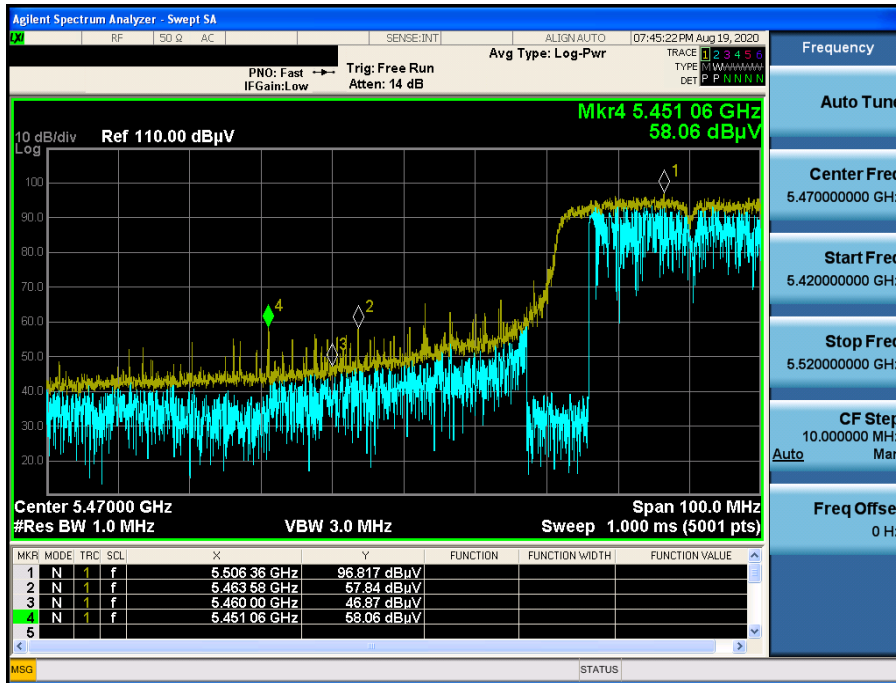 Agilent Spectrum Analyzer - Swept SA
LXI RF 50 Ω AC SENSE:INT ALIGN AUTO 07:45:22 PM Aug 19, 2020
Frequency
Avg Type: Log-Pwr
TRACE 1 2 3 4 5 6
PNO: Fast Trig: Free Run
TYPE M W W W W W
IFGain:Low Atten: 14 dB
DET P P N N N N
Auto Tune
Mkr4 5.451 06 GHz
10 dB/div Ref 110.00 dBµV
58.06 dBµV
Log
100
90.0
80.0
70.0
60.0
50.0
40.0
30.0
20.0
1
2
3
4
Center Freq
5.470000000 GHz
Start Freq
5.420000000 GHz
Stop Freq
5.520000000 GHz
CF Step
10.000000 MHz
Auto Man
Freq Offset
0 Hz
Center 5.47000 GHz Span 100.0 MHz
#Res BW 1.0 MHz VBW 3.0 MHz Sweep 1.000 ms (5001 pts)
MKR MODE TRC SCL X Y FUNCTION FUNCTION WIDTH FUNCTION VALUE
1 N 1 f 5.506 36 GHz 96.817 dBµV
2 N 1 f 5.463 58 GHz 57.84 dBµV
3 N 1 f 5.460 00 GHz 46.87 dBµV
4 N 1 f 5.451 06 GHz 58.06 dBµV
5
MSG STATUS